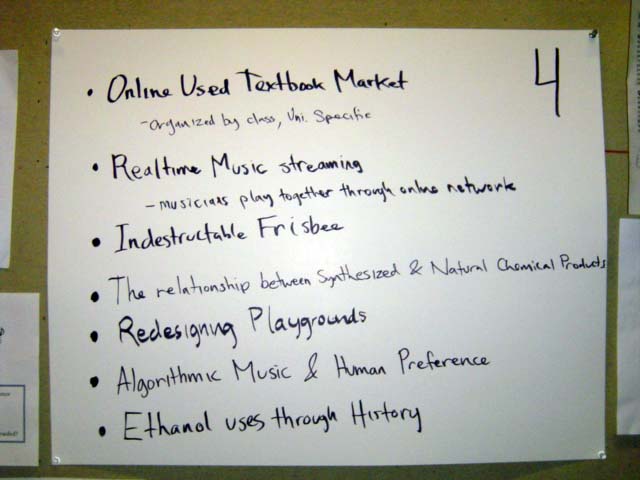 4
• Online Used Textbook Market
- Organized by class, Uni. Specific
• Realtime Music streaming
- musicians play together through online network
• Indestructable Frisbee
• The relationship between Synthesized & Natural Chemical Products
• Redesigning Playgrounds
• Algorithmic Music & Human Preference
• Ethanol uses through History